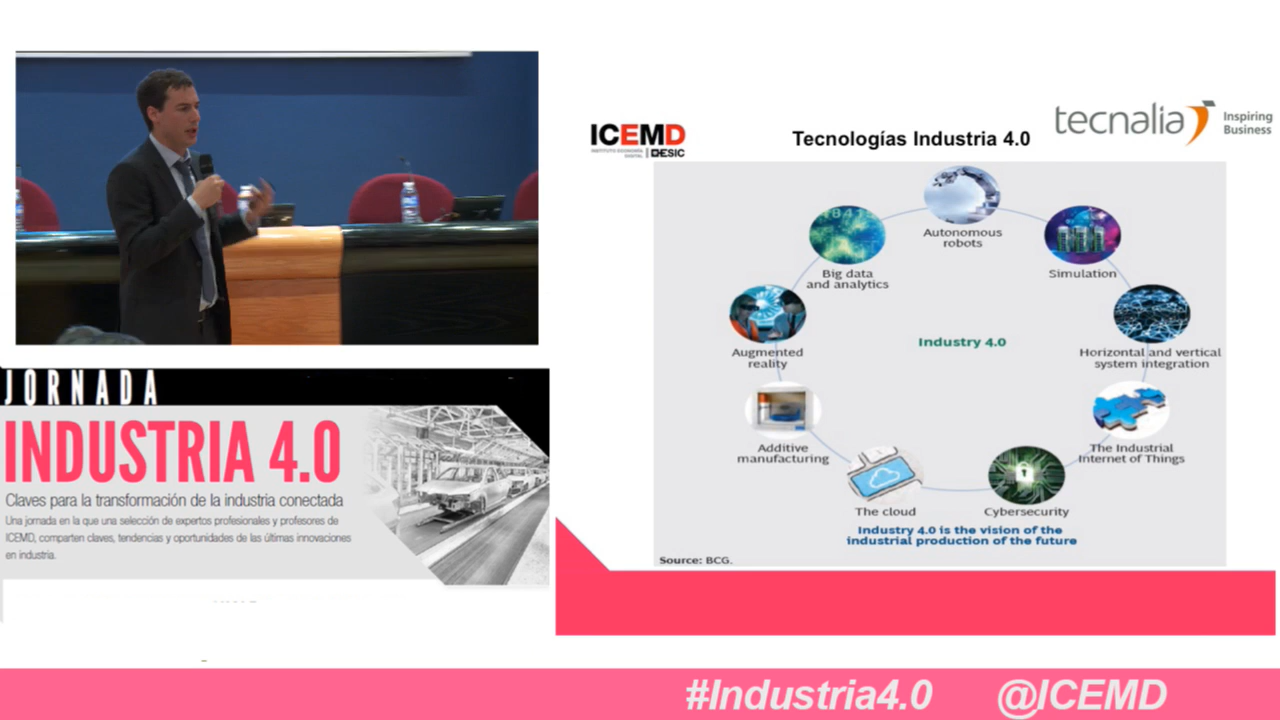 JORNADA
INDUSTRIA 4.0
Claves para la transformación de la industria conectada
Una jornada en la que una selección de expertos profesionales y profesores de
ICEMD, comparten claves, tendencias y oportunidades de las últimas innovaciones
en industria.
ICEMD
INSTITUTO ECONOMÍA
DIGITAL
ESIC
Tecnologías Industria 4.0
tecnalia
Inspiring
Business
Autonomous
robots
Big data
and analytics
Simulation
Augmented
reality
Industry 4.0
Horizontal and vertical
system integration
Additive
manufacturing
The Industrial
Internet of Things
The cloud
Cybersecurity
Industry 4.0 is the vision of the
industrial production of the future
Source: BCG.
#Industria4.0
@ICEMD